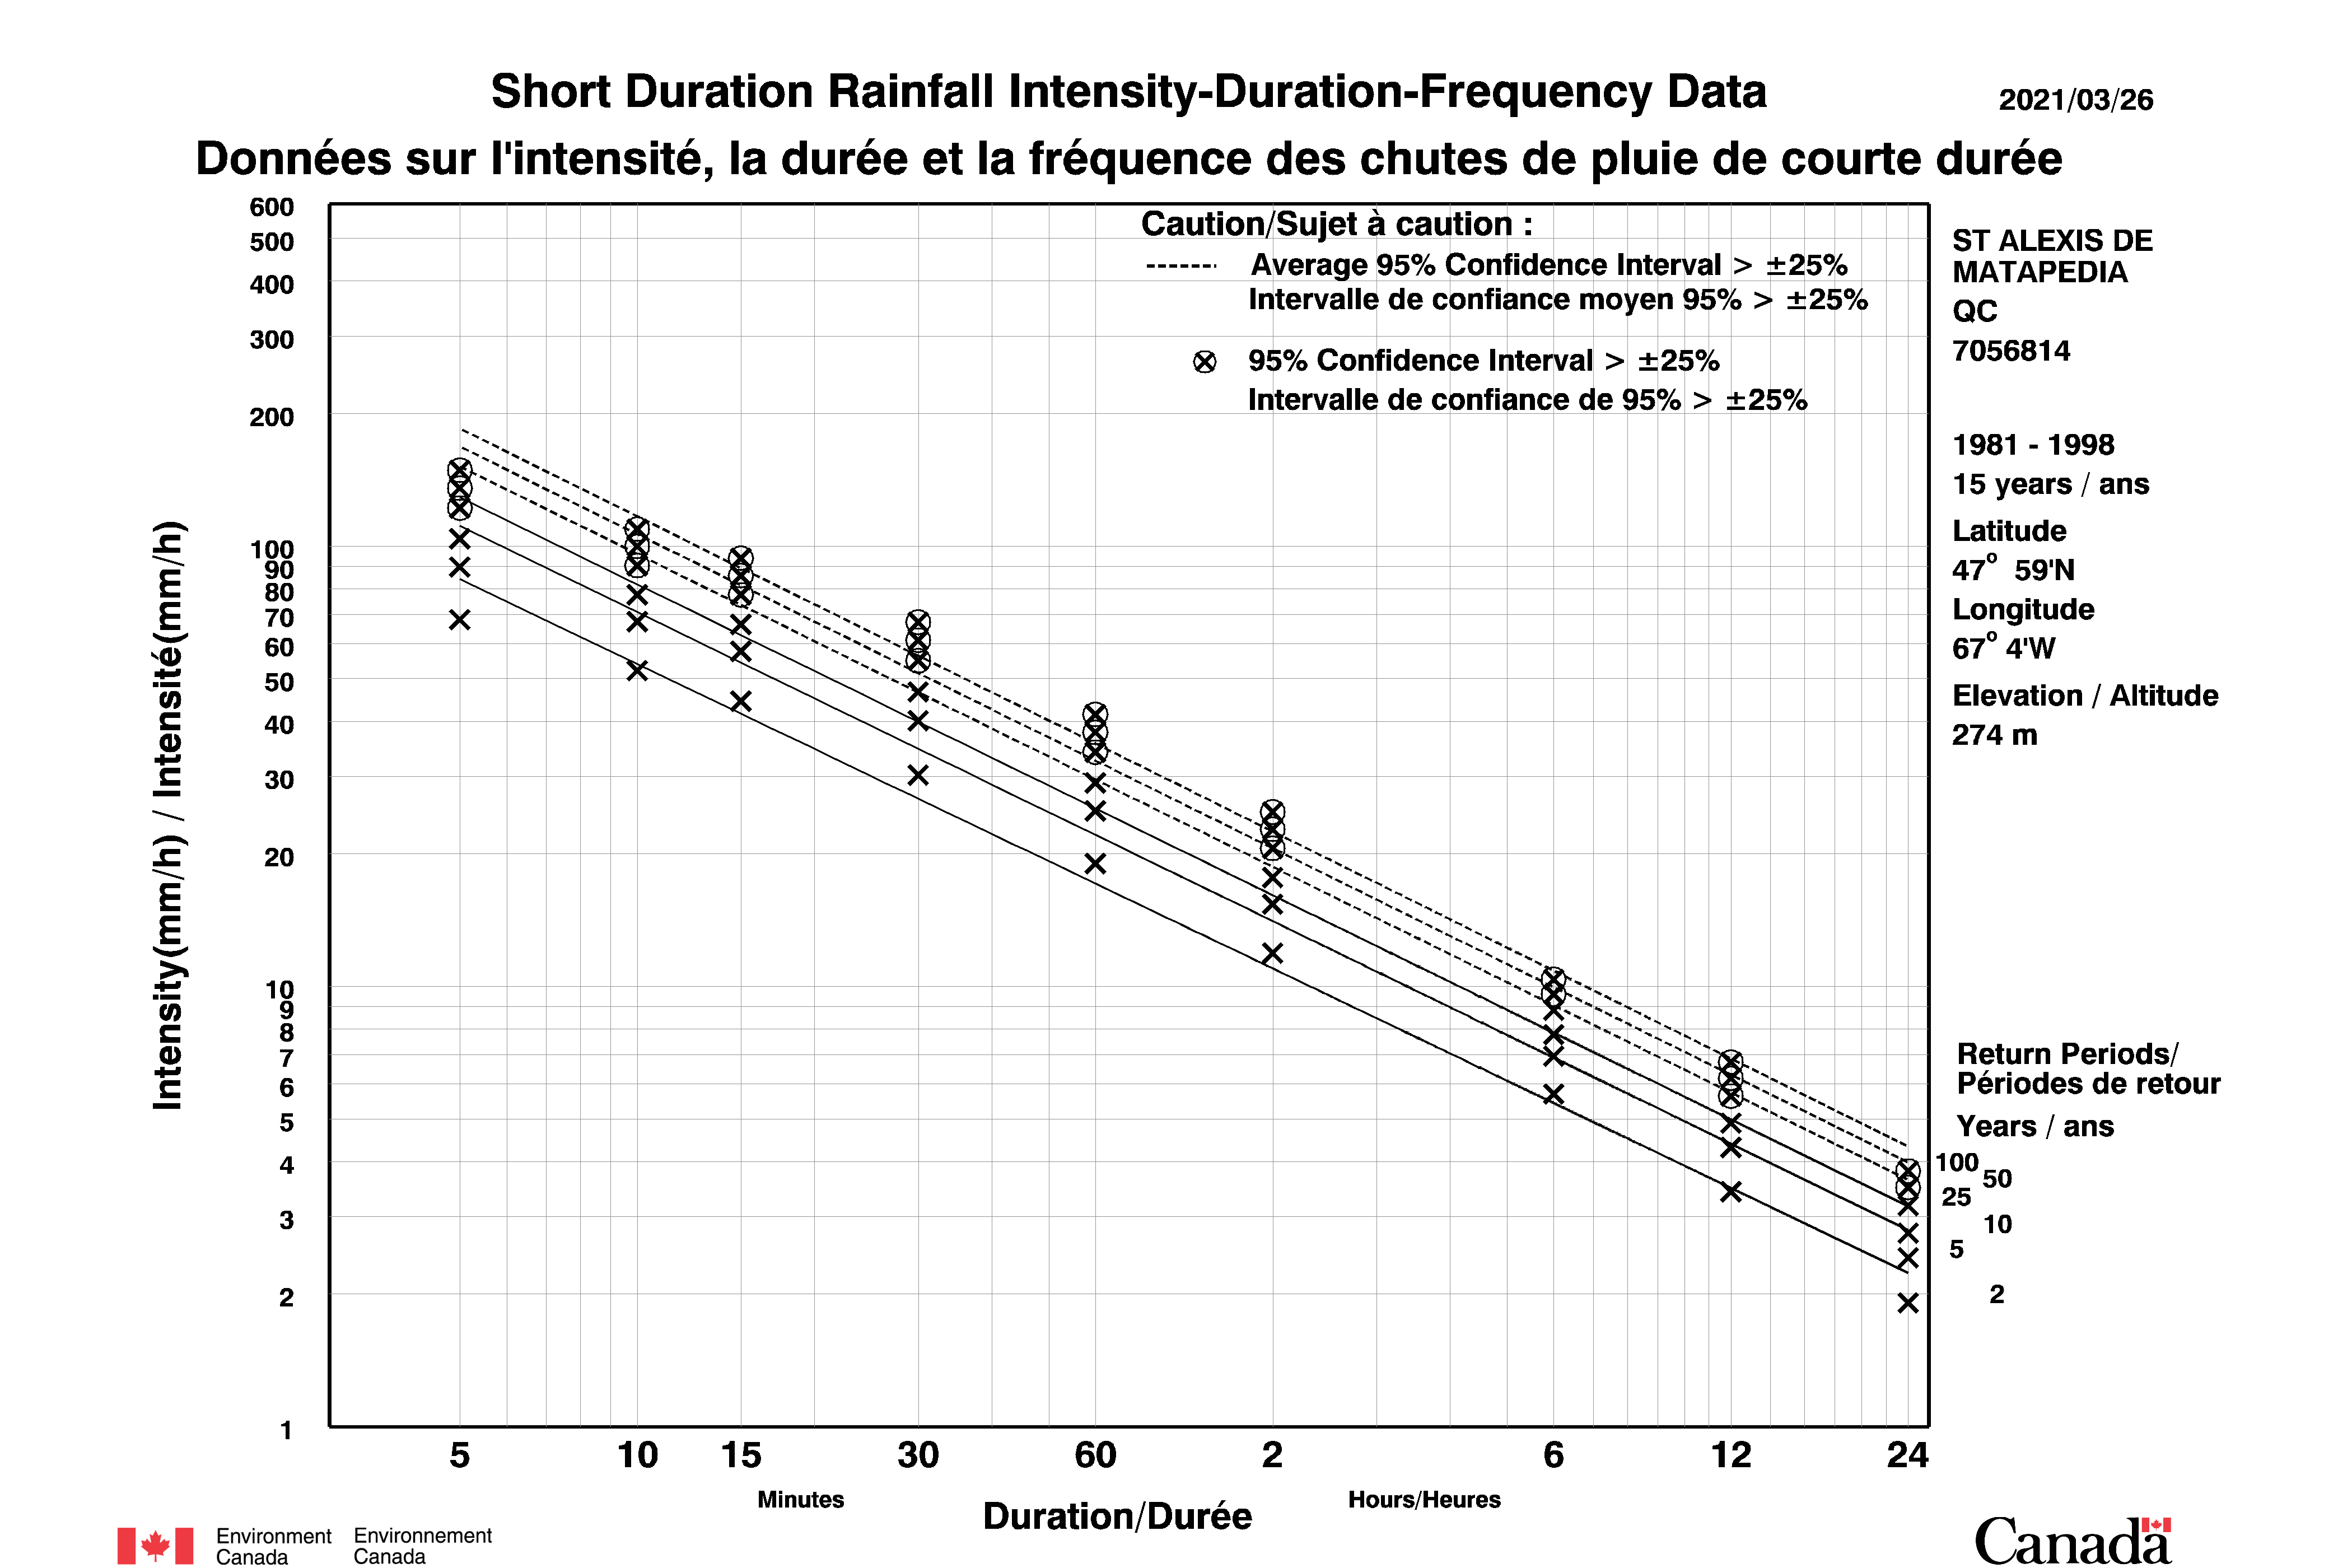 Short Duration Rainfall Intensity-Duration-Frequency Data
2021/03/26
Données sur l'intensité, la durée et la fréquence des chutes de pluie de courte durée
Caution/Sujet à caution :
Average 95% Confidence Interval > ±25%
Intervalle de confiance moyen 95% > ±25%
95% Confidence Interval > ±25%
Intervalle de confiance de 95% > ±25%
ST ALEXIS DE
MATAPEDIA
QC
7056814
1981 - 1998
15 years / ans
Latitude
47° 59'N
Longitude
67° 4'W
Elevation / Altitude
274 m
Return Periods/
Périodes de retour
Years / ans
100
50
25
10
5
2
Intensity(mm/h) / Intensité(mm/h)
600
500
400
300
200
100
90
80
70
60
50
40
30
20
10
9
8
7
6
5
4
3
2
1
5 10 15 30 60 2 6 12 24
Minutes
Hours/Heures
Duration/Durée
Environment
Canada
Environnement
Canada
Canada